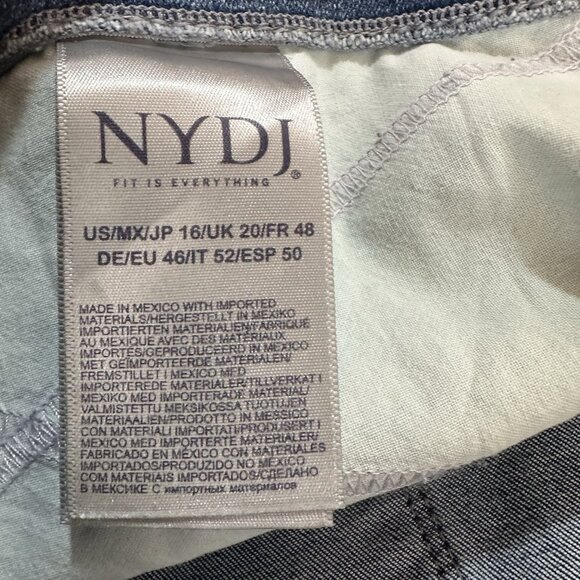 NYDJ®
FIT IS EVERYTHING
US/MX/JP 16/UK 20/FR 48
DE/EU 46/IT 52/ESP 50
MADE IN MEXICO WITH IMPORTED
MATERIALS/HERGESTELLT IN MEXIKO
IMPORTIERTEN MATERIALIEN/FABRIQUÉ
AU MEXIQUE AVEC DES MATÉRIAUX
IMPORTÉS/GEPRODUCEERD IN MEXICO
MET GEÏMPORTEERDE MATERIALEN/
FREMSTILLET I MEXICO MED
IMPORTEREDE MATERIALER/TILLVERKAT I
MEXIKO MED IMPORTERADE MATERIAL/
VALMISTETTU MEKSIKOSSA TUOTUJEN
MATERIAALIEN/PRODOTTO IN MESSICO
CON MATERIALI IMPORTATI/PRODUSERT I
MEXICO MED IMPORTERTE MATERIALER/
FABRICADO EN MÉXICO CON MATERIALES
IMPORTADOS/PRODUZIDO NO MEXICO
COM MATERIAIS IMPORTADOS/СДЕЛАНО
В МЕКСИКЕ С импортных материалов